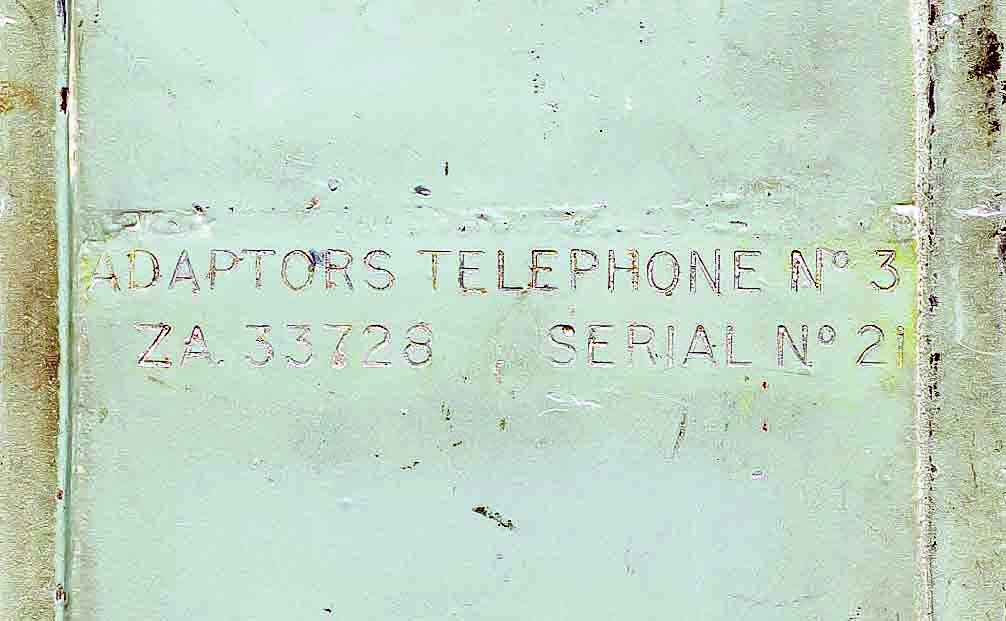 ADAPTORS TELEPHONE Nº 3
ZA 33728 SERIAL Nº 21